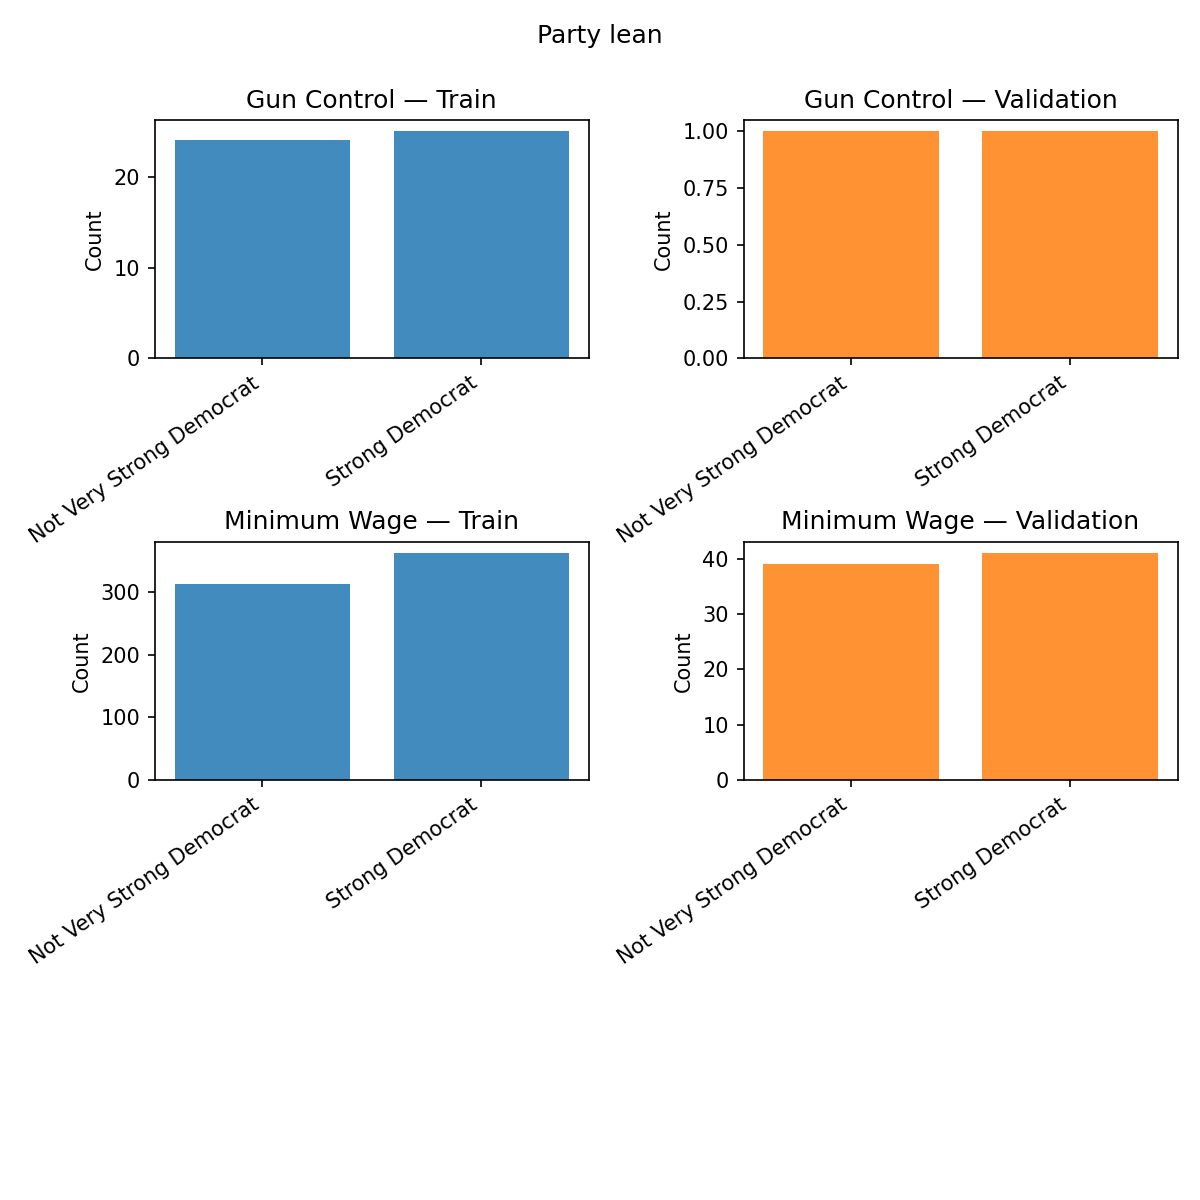 Party lean
Gun Control — Train
Count
20
10
0
Not Very Strong Democrat
Strong Democrat
Gun Control — Validation
Count
1.00
0.75
0.50
0.25
0.00
Not Very Strong Democrat
Strong Democrat
Minimum Wage — Train
Count
300
200
100
0
Not Very Strong Democrat
Strong Democrat
Minimum Wage — Validation
Count
40
30
20
10
0
Not Very Strong Democrat
Strong Democrat